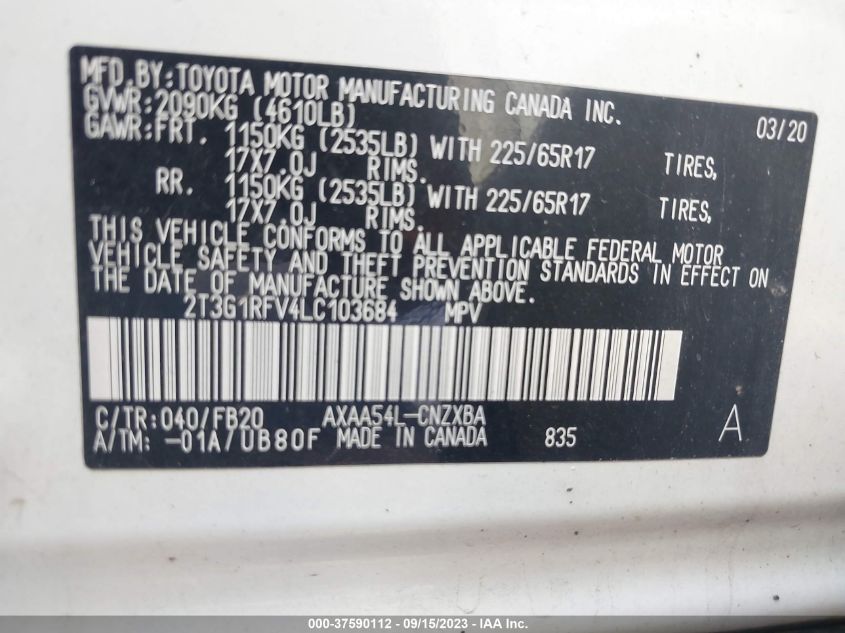 MFD. BY: TOYOTA MOTOR MANUFACTURING CANADA INC.
03/20
GVWR: 2090KG (4610LB)
GAWR: FRT. 1150KG (2535LB) WITH 225/65R17 TIRES,
17X7.0J RIMS.
RR. 1150KG (2535LB) WITH 225/65R17 TIRES,
17X7.0J RIMS.
THIS VEHICLE CONFORMS TO ALL APPLICABLE FEDERAL MOTOR
VEHICLE SAFETY AND THEFT PREVENTION STANDARDS IN EFFECT ON
THE DATE OF MANUFACTURE SHOWN ABOVE.
2T3G1RFV4LC103684 MPV
C/TR: 040/FB20 AXAA54L-CNZXBA
A/TM: -01A/UB80F MADE IN CANADA 835 A
000-37590112 - 09/15/2023 - IAA Inc.